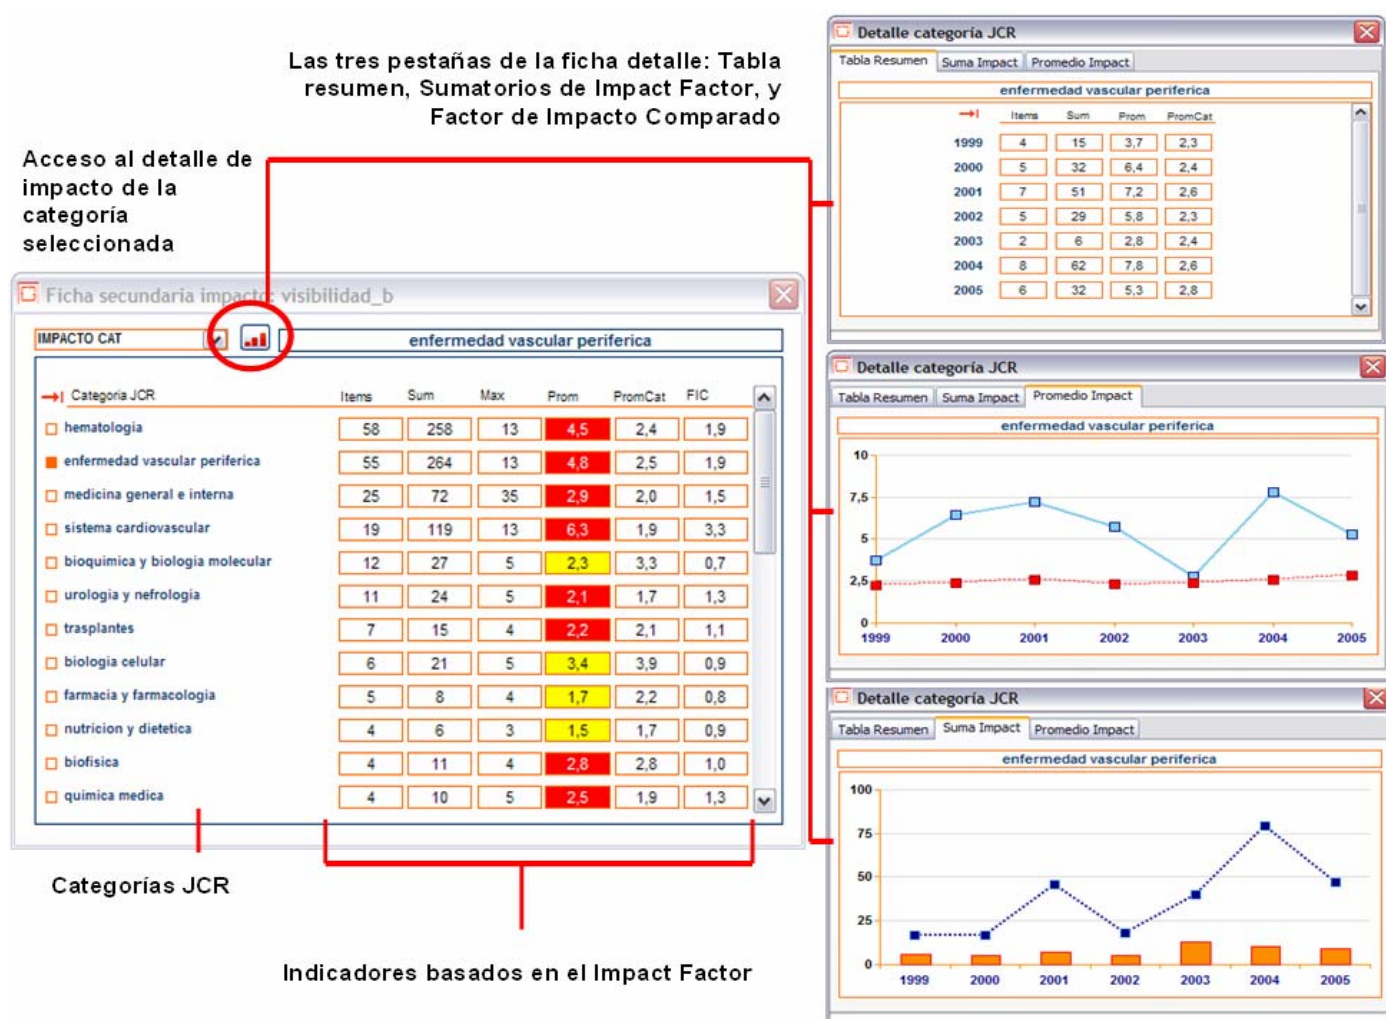 Las tres pestañas de la ficha detalle: Tabla
resumen, Sumatorios de Impact Factor, y
Factor de Impacto Comparado
Acceso al detalle de
impacto de la
categoría
seleccionada
Ficha secundaria impacto: visibilidad_b
IMPACTO CAT enfermedad vascular periferica
Categoria JCR Items Sum Max Prom PromCat FIC
hematologia 58 258 13 4,5 2,4 1,9
enfermedad vascular periferica 55 264 13 4,8 2,5 1,9
medicina general e interna 25 72 35 2,9 2,0 1,5
sistema cardiovascular 19 119 13 6,3 1,9 3,3
bioquimica y biologia molecular 12 27 5 2,3 3,3 0,7
urologia y nefrologia 11 24 5 2,1 1,7 1,3
trasplantes 7 15 4 2,2 2,1 1,1
biologia celular 6 21 5 3,4 3,9 0,9
farmacia y farmacologia 5 8 4 1,7 2,2 0,8
nutricion y dietetica 4 6 3 1,5 1,7 0,9
biofisica 4 11 4 2,8 2,8 1,0
quimica medica 4 10 5 2,5 1,9 1,3
Categorías JCR
Indicadores basados en el Impact Factor
Detalle categoría JCR
Tabla Resumen Suma Impact Promedio Impact
enfermedad vascular periferica
Items Sum Prom PromCat
1999 4 15 3,7 2,3
2000 5 32 6,4 2,4
2001 7 51 7,2 2,6
2002 5 29 5,8 2,3
2003 2 6 2,8 2,4
2004 8 62 7,8 2,6
2005 6 32 5,3 2,8
Detalle categoría JCR
Tabla Resumen Suma Impact Promedio Impact
enfermedad vascular periferica
10
7,5
5
2,5
0
1999 2000 2001 2002 2003 2004 2005
Detalle categoría JCR
Tabla Resumen Suma Impact Promedio Impact
enfermedad vascular periferica
100
75
50
25
0
1999 2000 2001 2002 2003 2004 2005